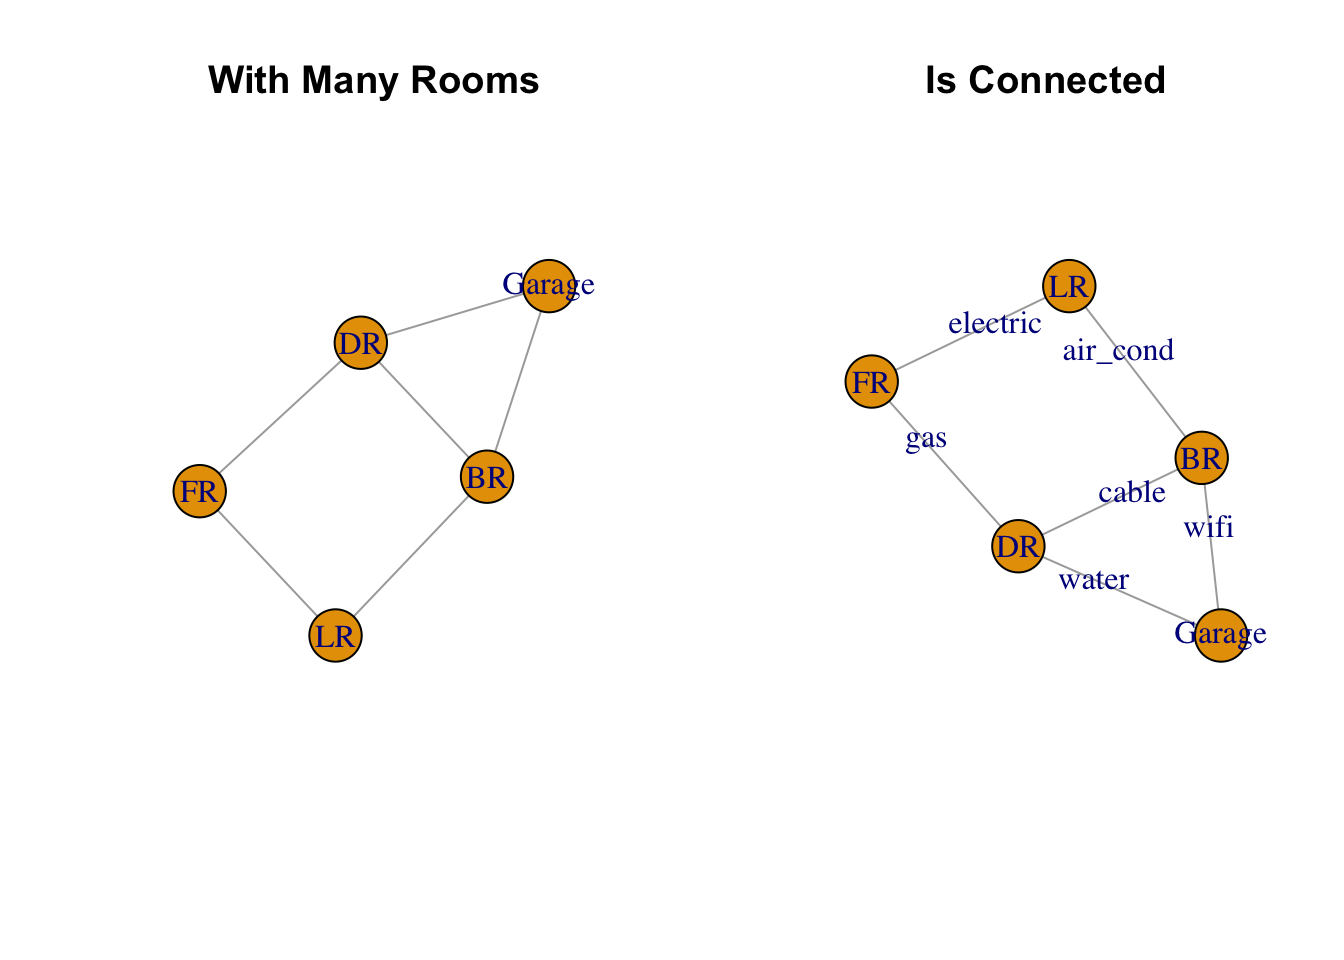 With Many Rooms
Garage
DR
BR
FR
LR
Is Connected
LR
electric
air_cond
FR
gas
BR
cable
wifi
DR
water
Garage